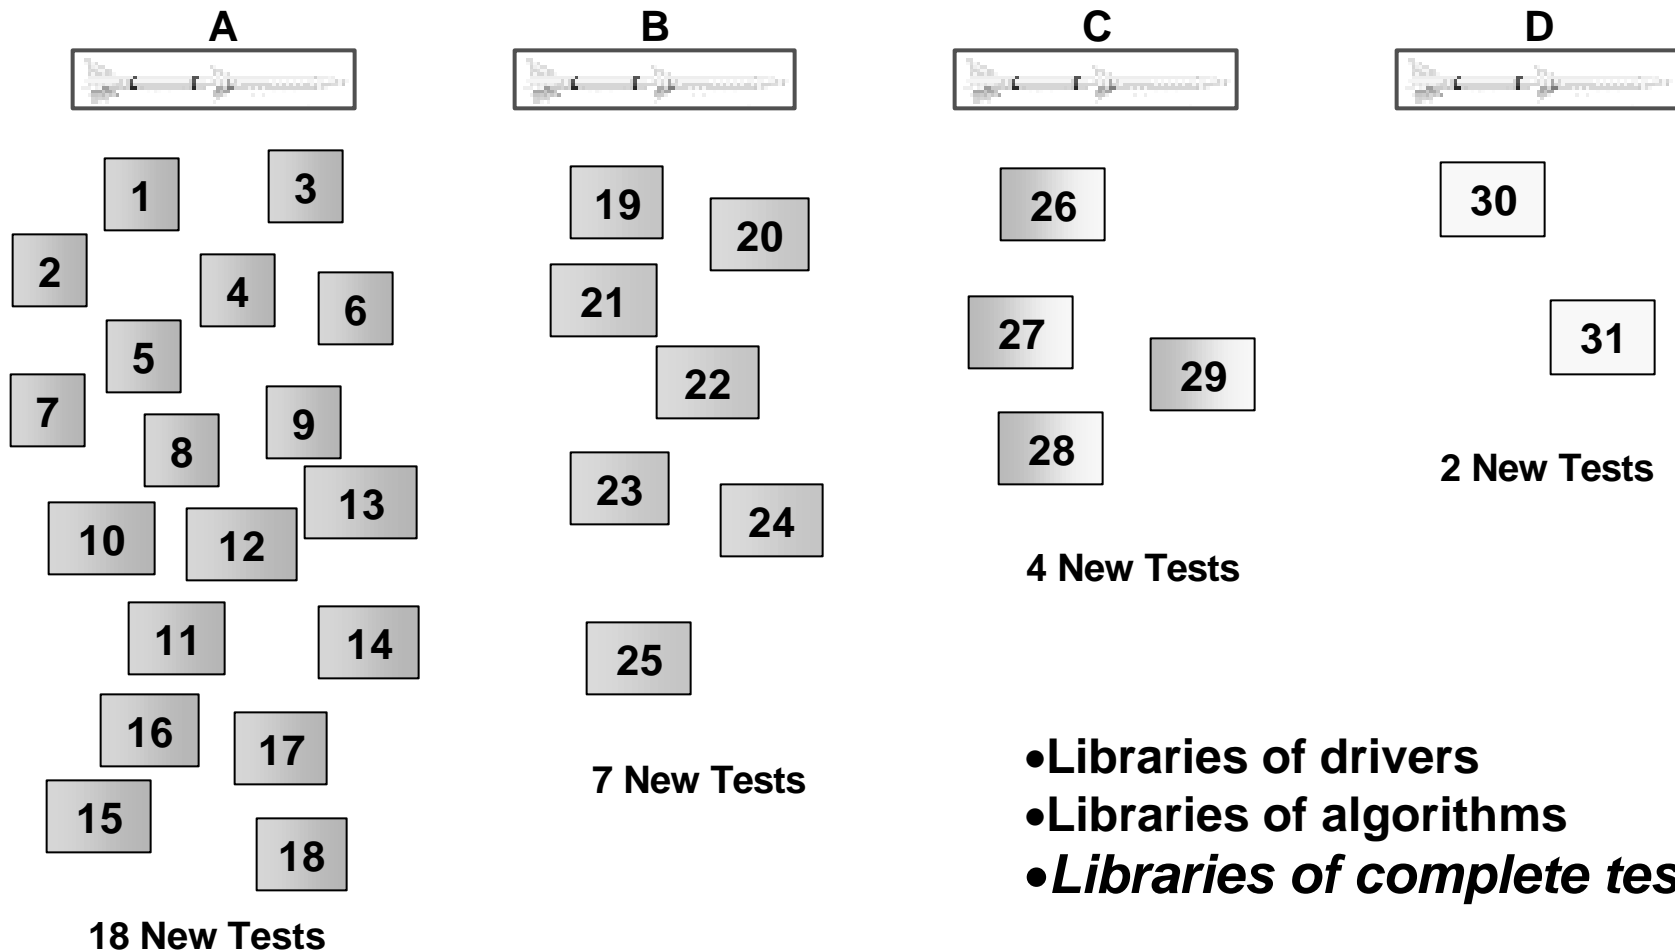 A
1
3
2
4
6
5
7
9
8
13
10
12
11
14
16
17
15
18
18 New Tests
B
19
20
21
22
23
24
25
7 New Tests
C
26
27
29
28
4 New Tests
D
30
31
2 New Tests
•Libraries of drivers
•Libraries of algorithms
•Libraries of complete